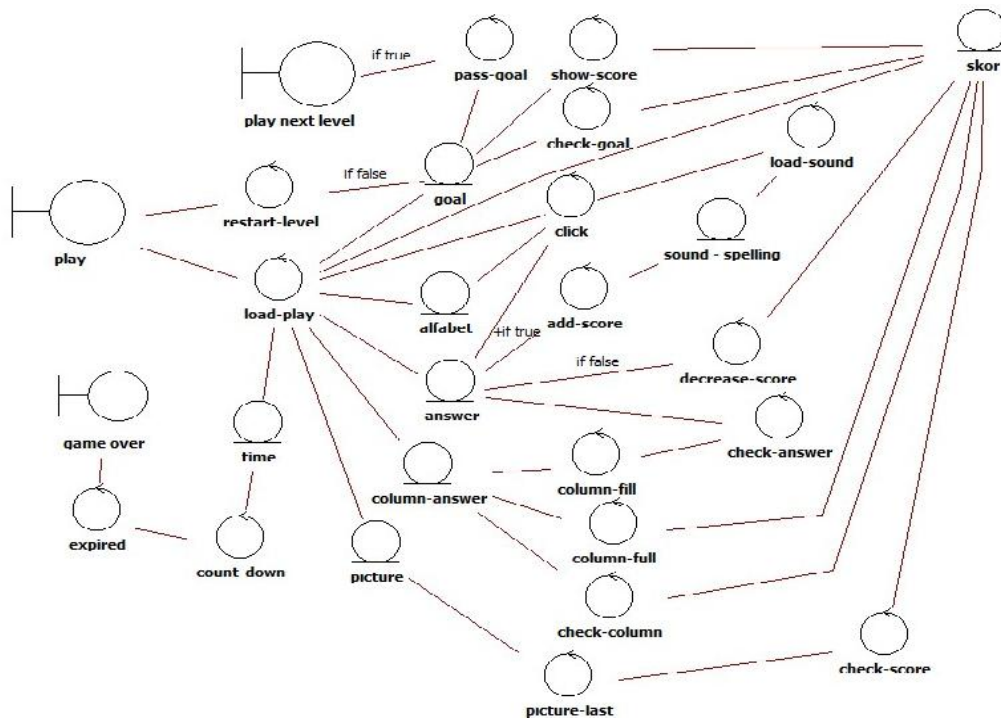 if true
pass-goal
show-score
skor
play next level
check-goal
load-sound
if false
goal
restart-level
click
play
sound - spelling
load-play
alfabet
add-score
+if true
if false
decrease-score
answer
game over
time
check-answer
column-answer
column-fill
expired
count down
picture
column-full
check-column
check-score
picture-last